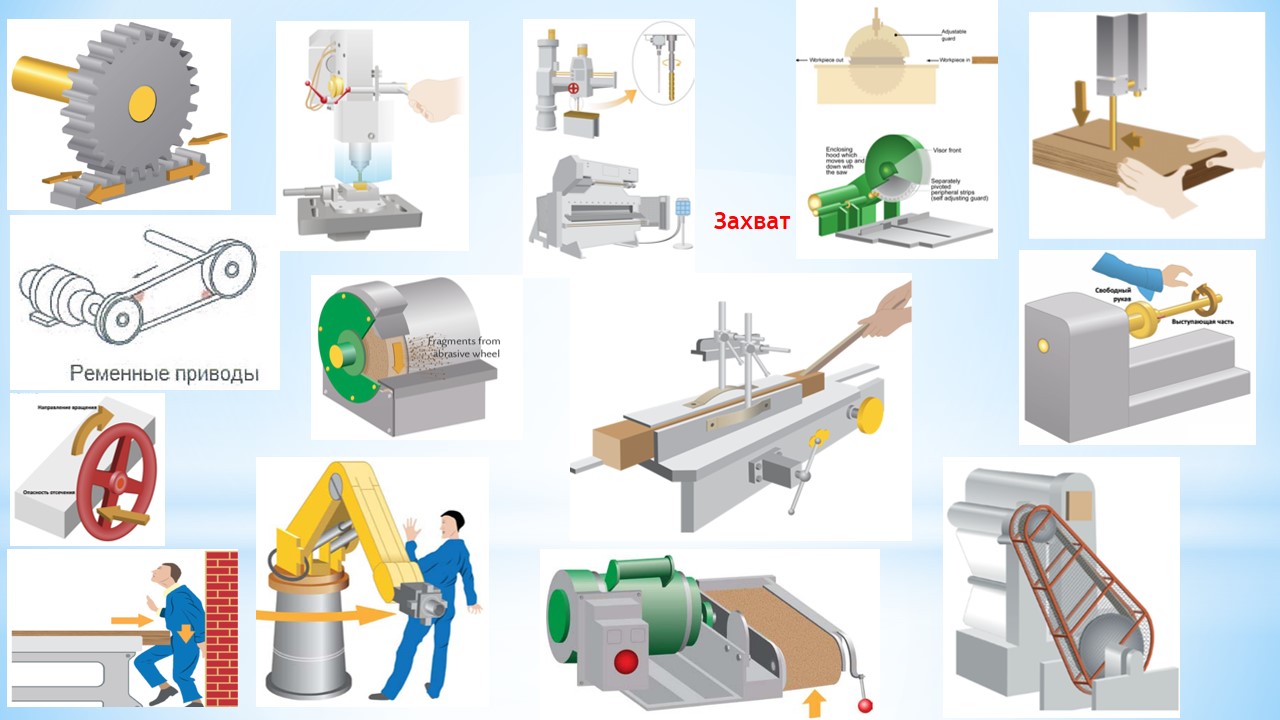 Adjustable
guard
Workpiece out
Workpiece in
Enclosing
hood which
moves up and
down with
the saw
Visor front
Separately
pivoted
peripheral strips
(self adjusting guard)
Захват
Ременные приводы
Fragments from
abrasive wheel
Свободный
рукав
Выступающая часть
Направление вращения
Опасность отсечения